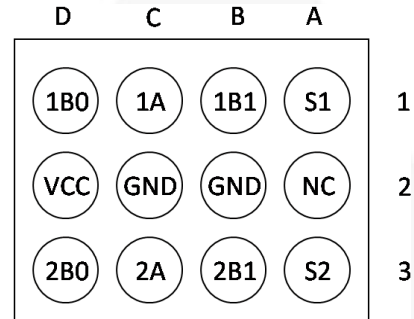 D C B A
1B0 1A 1B1 S1 1
VCC GND GND NC 2
2B0 2A 2B1 S2 3